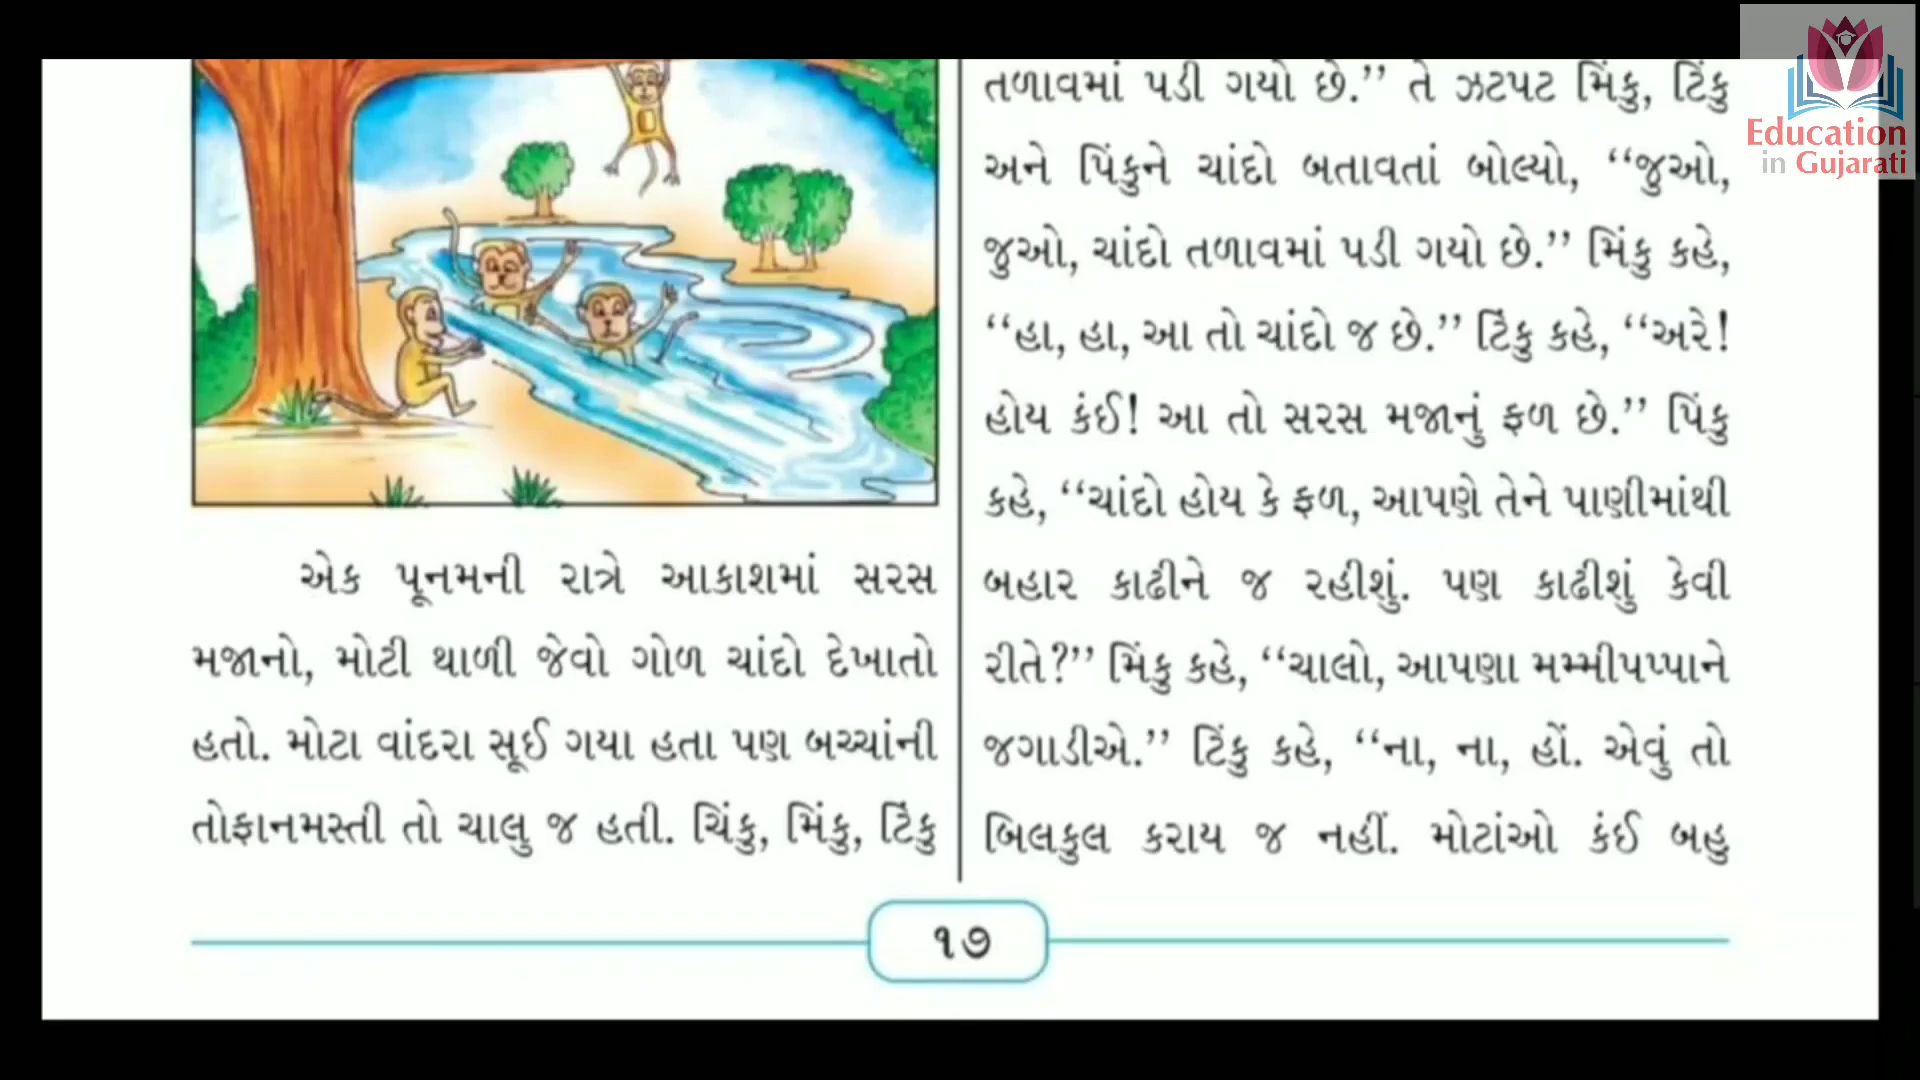 એક પૂનમની રાત્રે આકાશમાં સરસ
મજાનો, મોટી થાળી જેવો ગોળ ચાંદો દેખાતો
હતો. મોટા વાંદરા સૂઈ ગયા હતા પણ બચ્ચાંની
તોફાનમસ્તી તો ચાલુ જ હતી. ચિંકુ, મિંકુ, ટિંકુ
તળાવમાં પડી ગયો છે.’’ તે ઝટપટ મિંકુ, ટિંકુ
અને પિંકુને ચાંદો બતાવતાં બોલ્યો, ‘‘જુઓ,
જુઓ, ચાંદો તળાવમાં પડી ગયો છે.’’ મિંકુ કહે,
‘‘હા, હા, આ તો ચાંદો જ છે.’’ ટિંકુ કહે, ‘‘અરે!
હોય કંઈ! આ તો સરસ મજાનું ફળ છે.’’ પિંકુ
કહે, ‘‘ચાંદો હોય કે ફળ, આપણે તેને પાણીમાંથી
બહાર કાઢીને જ રહીશું. પણ કાઢીશું કેવી
રીતે?’’ મિંકુ કહે, ‘‘ચાલો, આપણા મમ્મીપપ્પાને
જગાડીએ.’’ ટિંકુ કહે, ‘‘ના, ના, હોં. એવું તો
બિલકુલ કરાય જ નહીં. મોટાંઓ કંઈ બહુ
૧૭
Education
in Gujarati